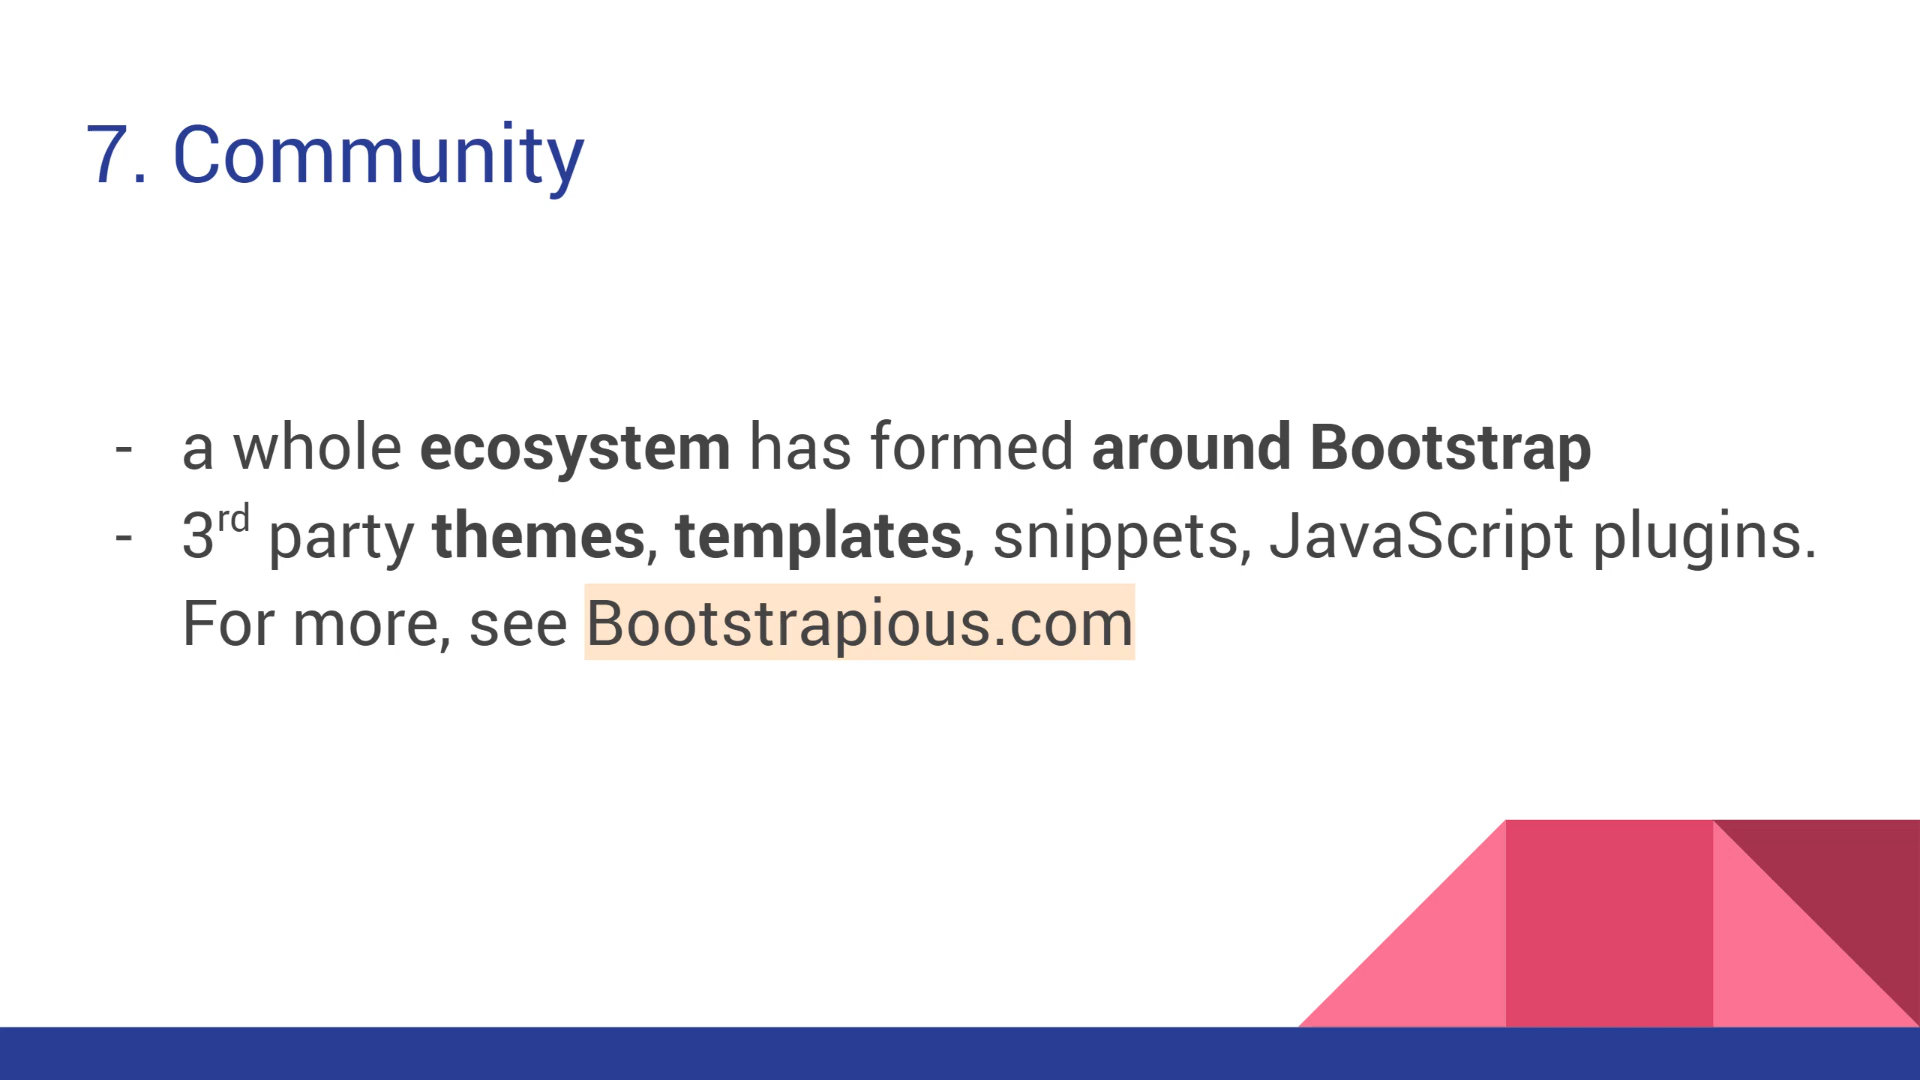 7. Community
- a whole ecosystem has formed around Bootstrap
- 3rd party themes, templates, snippets, JavaScript plugins.
For more, see Bootstrapious.com